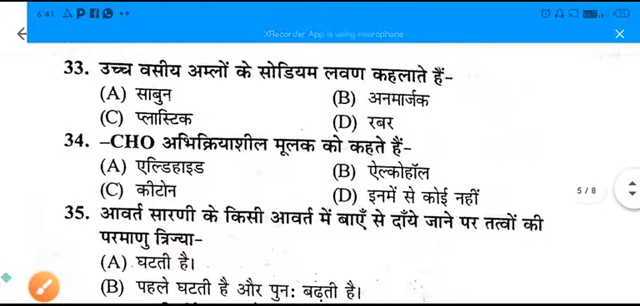 6:41
XRecorder App is using microphone
33. उच्च वसीय अम्लों के सोडियम लवण कहलाते हैं-
(A) साबुन (B) अनमार्जक
(C) प्लास्टिक (D) रबर
34. –CHO अभिक्रियाशील मूलक को कहते हैं-
(A) एल्डिहाइड (B) ऐल्कोहॉल
(C) कीटोन (D) इनमें से कोई नहीं
5 / 8
35. आवर्त सारणी के किसी आवर्त में बाएँ से दाँये जाने पर तत्वों की
परमाणु त्रिज्या-
(A) घटती है।
(B) पहले घटती है और पुनः बढ़ती है।